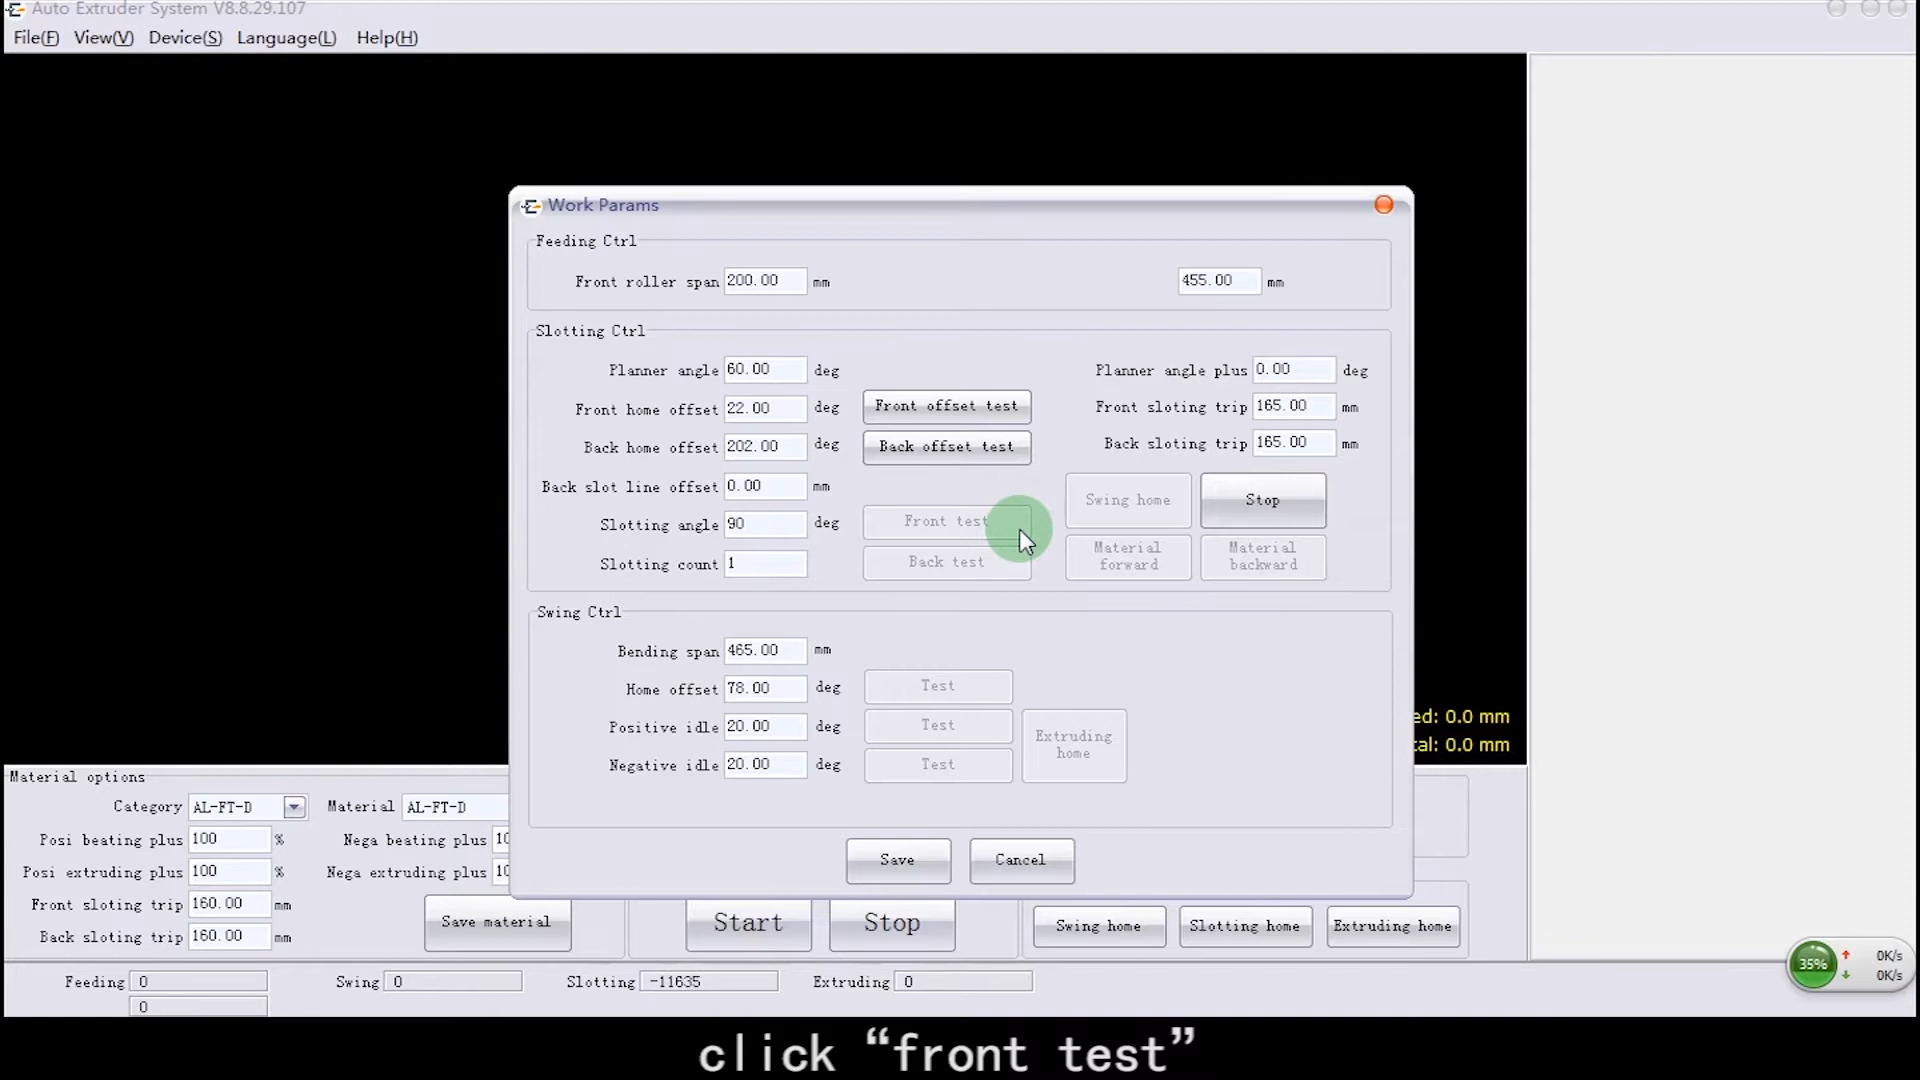 Auto Extruder System V8.8.29.107
File(F) View(V) Device(S) Language(L) Help(H)
Work Params
Feeding Ctrl
Front roller span 200.00 mm 455.00 mm
Slotting Ctrl
Planner angle 60.00 deg Planner angle plus 0.00 deg
Front home offset 22.00 deg Front offset test Front sloting trip 165.00 mm
Back home offset 202.00 deg Back offset test Back sloting trip 165.00 mm
Back slot line offset 0.00 mm Swing home Stop
Slotting angle 90 deg Front test
Slotting count 1 Back test Material forward Material backward
Swing Ctrl
Bending span 465.00 mm
Home offset 78.00 deg Test
Positive idle 20.00 deg Test Extruding home
Negative idle 20.00 deg Test
ed: 0.0 mm
al: 0.0 mm
Save Cancel
Material options
Category AL-FT-D Material AL-FT-D
Posi beating plus 100 % Nega beating plus 10
Posi extruding plus 100 % Nega extruding plus 10
Front sloting trip 160.00 mm
Back sloting trip 160.00 mm
Save material Start Stop Swing home Slotting home Extruding home
Feeding 0 Swing 0 Slotting -11635 Extruding 0
0
35% 0K/s
0K/s
click “front test”